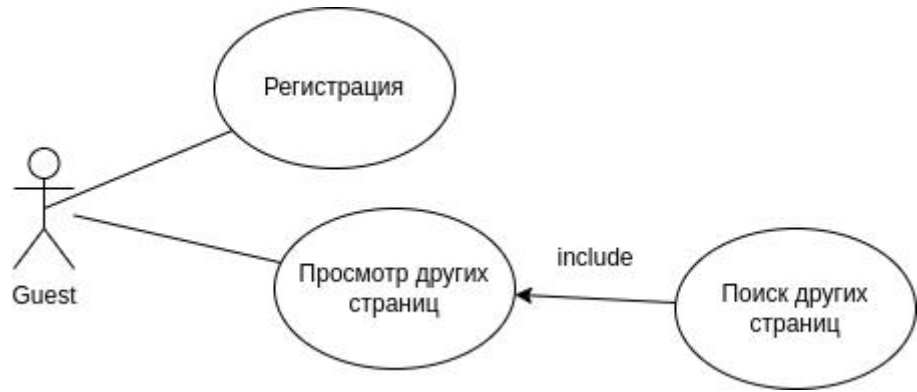 Регистрация
Guest
Просмотр других
страниц
include
Поиск других
страниц